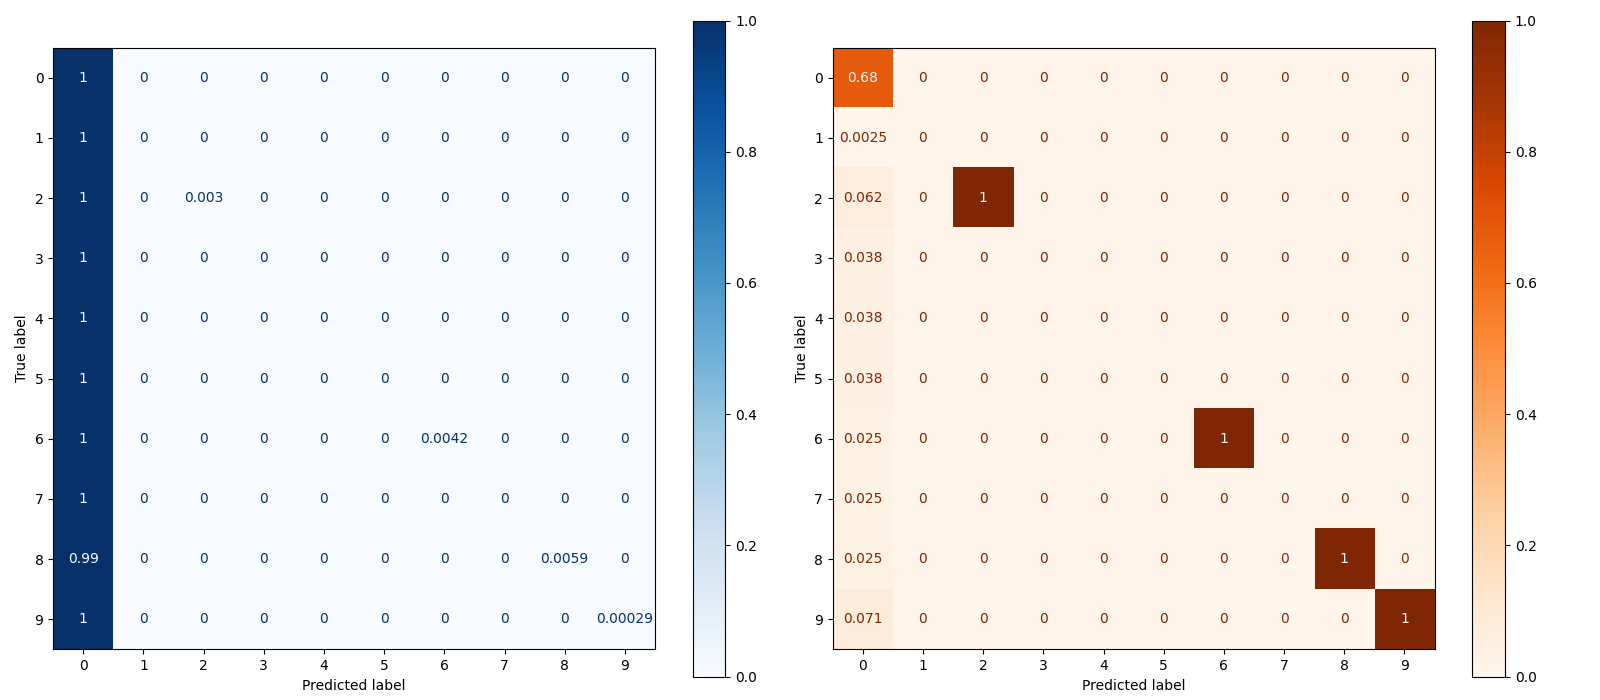 0 1 0 0 0 0 0 0 0 0 0
1 1 0 0 0 0 0 0 0 0 0
2 1 0 0.003 0 0 0 0 0 0 0
3 1 0 0 0 0 0 0 0 0 0
4 1 0 0 0 0 0 0 0 0 0
5 1 0 0 0 0 0 0 0 0 0
6 1 0 0 0 0 0 0.0042 0 0 0
7 1 0 0 0 0 0 0 0 0 0
8 0.99 0 0 0 0 0 0 0 0.0059 0
9 1 0 0 0 0 0 0 0 0 0.00029
0 1 2 3 4 5 6 7 8 9
Predicted label
True label
1.0
0.8
0.6
0.4
0.2
0.0
0 0.68 0 0 0 0 0 0 0 0 0
1 0.0025 0 0 0 0 0 0 0 0 0
2 0.062 0 1 0 0 0 0 0 0 0
3 0.038 0 0 0 0 0 0 0 0 0
4 0.038 0 0 0 0 0 0 0 0 0
5 0.038 0 0 0 0 0 0 0 0 0
6 0.025 0 0 0 0 0 1 0 0 0
7 0.025 0 0 0 0 0 0 0 0 0
8 0.025 0 0 0 0 0 0 0 1 0
9 0.071 0 0 0 0 0 0 0 0 1
0 1 2 3 4 5 6 7 8 9
Predicted label
True label
1.0
0.8
0.6
0.4
0.2
0.0